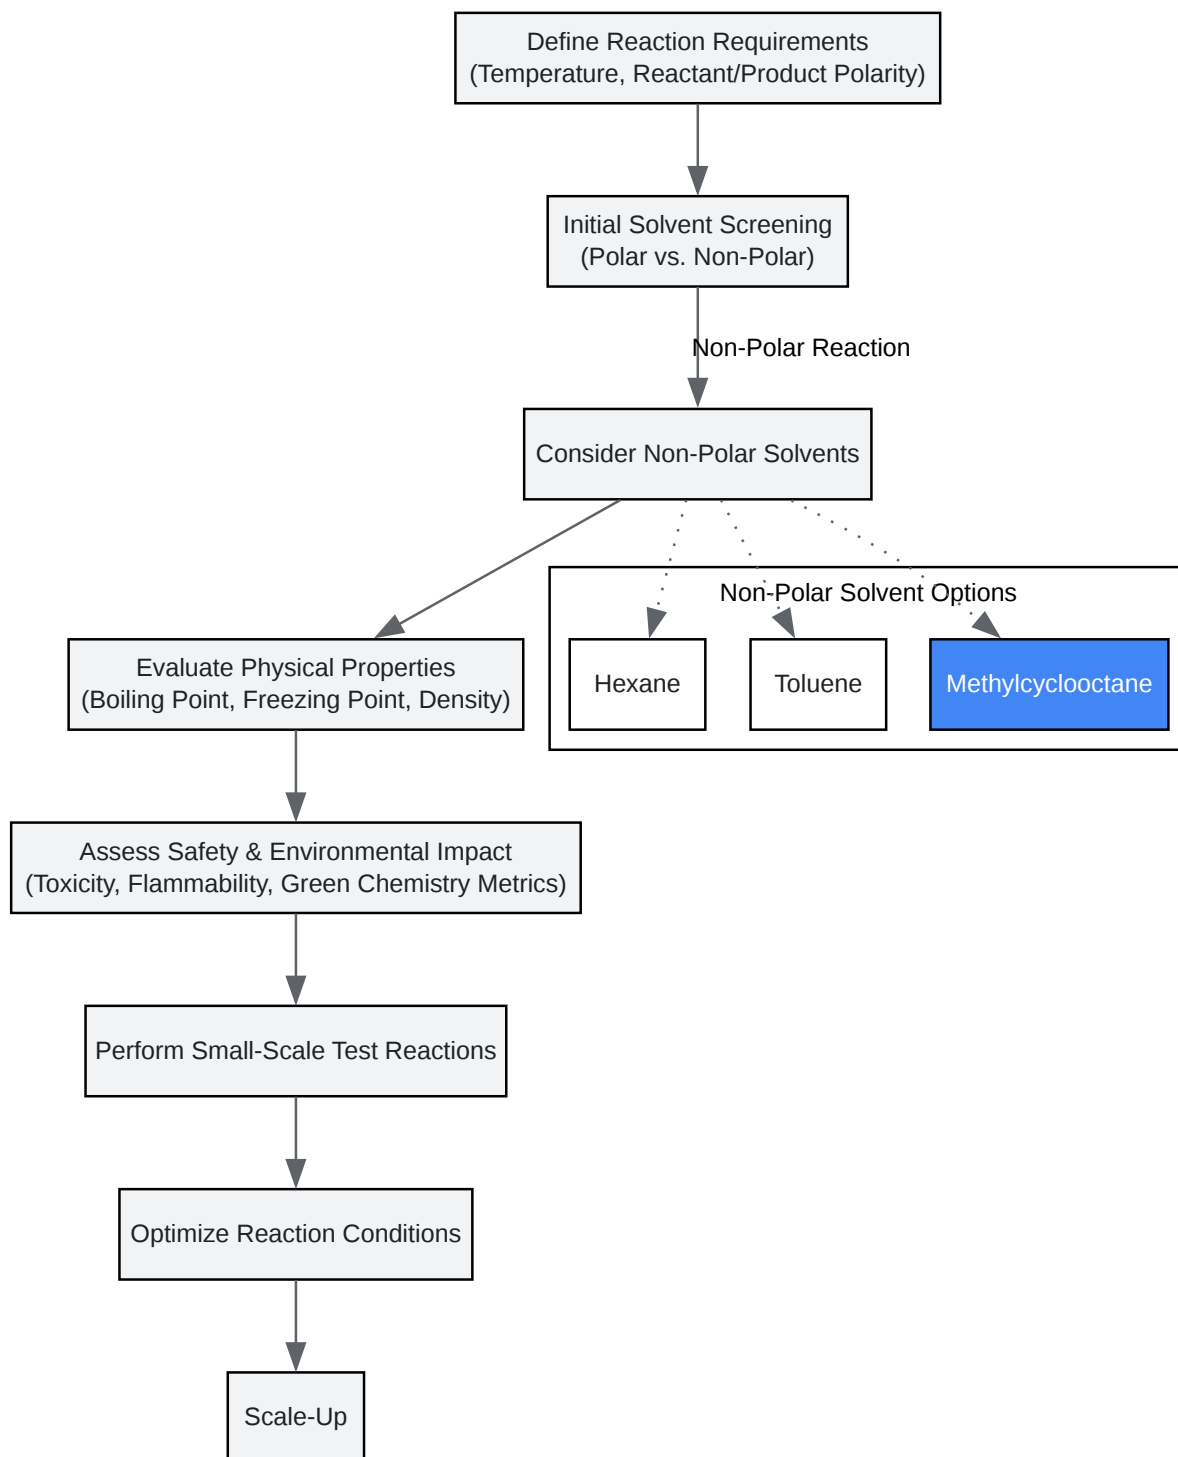 Define Reaction Requirements
(Temperature, Reactant/Product Polarity)
Initial Solvent Screening
(Polar vs. Non-Polar)
Non-Polar Reaction
Consider Non-Polar Solvents
Non-Polar Solvent Options
Evaluate Physical Properties
(Boiling Point, Freezing Point, Density)
Hexane
Toluene
Methylcyclooctane
Assess Safety & Environmental Impact
(Toxicity, Flammability, Green Chemistry Metrics)
Perform Small-Scale Test Reactions
Optimize Reaction Conditions
Scale-Up